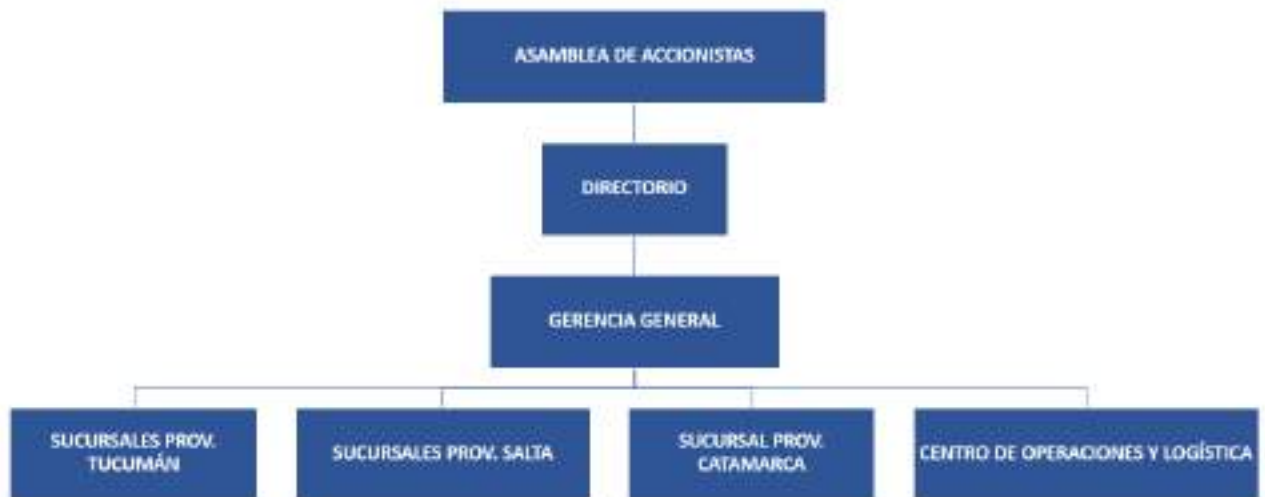 ASAMBLEA DE ACCIONISTAS
DIRECTORIO
GERENCIA GENERAL
SUCURSALES PROV.
TUCUMÁN
SUCURSALES PROV. SALTA
SUCURSAL PROV.
CATAMARCA
CENTRO DE OPERACIONES Y LOGÍSTICA